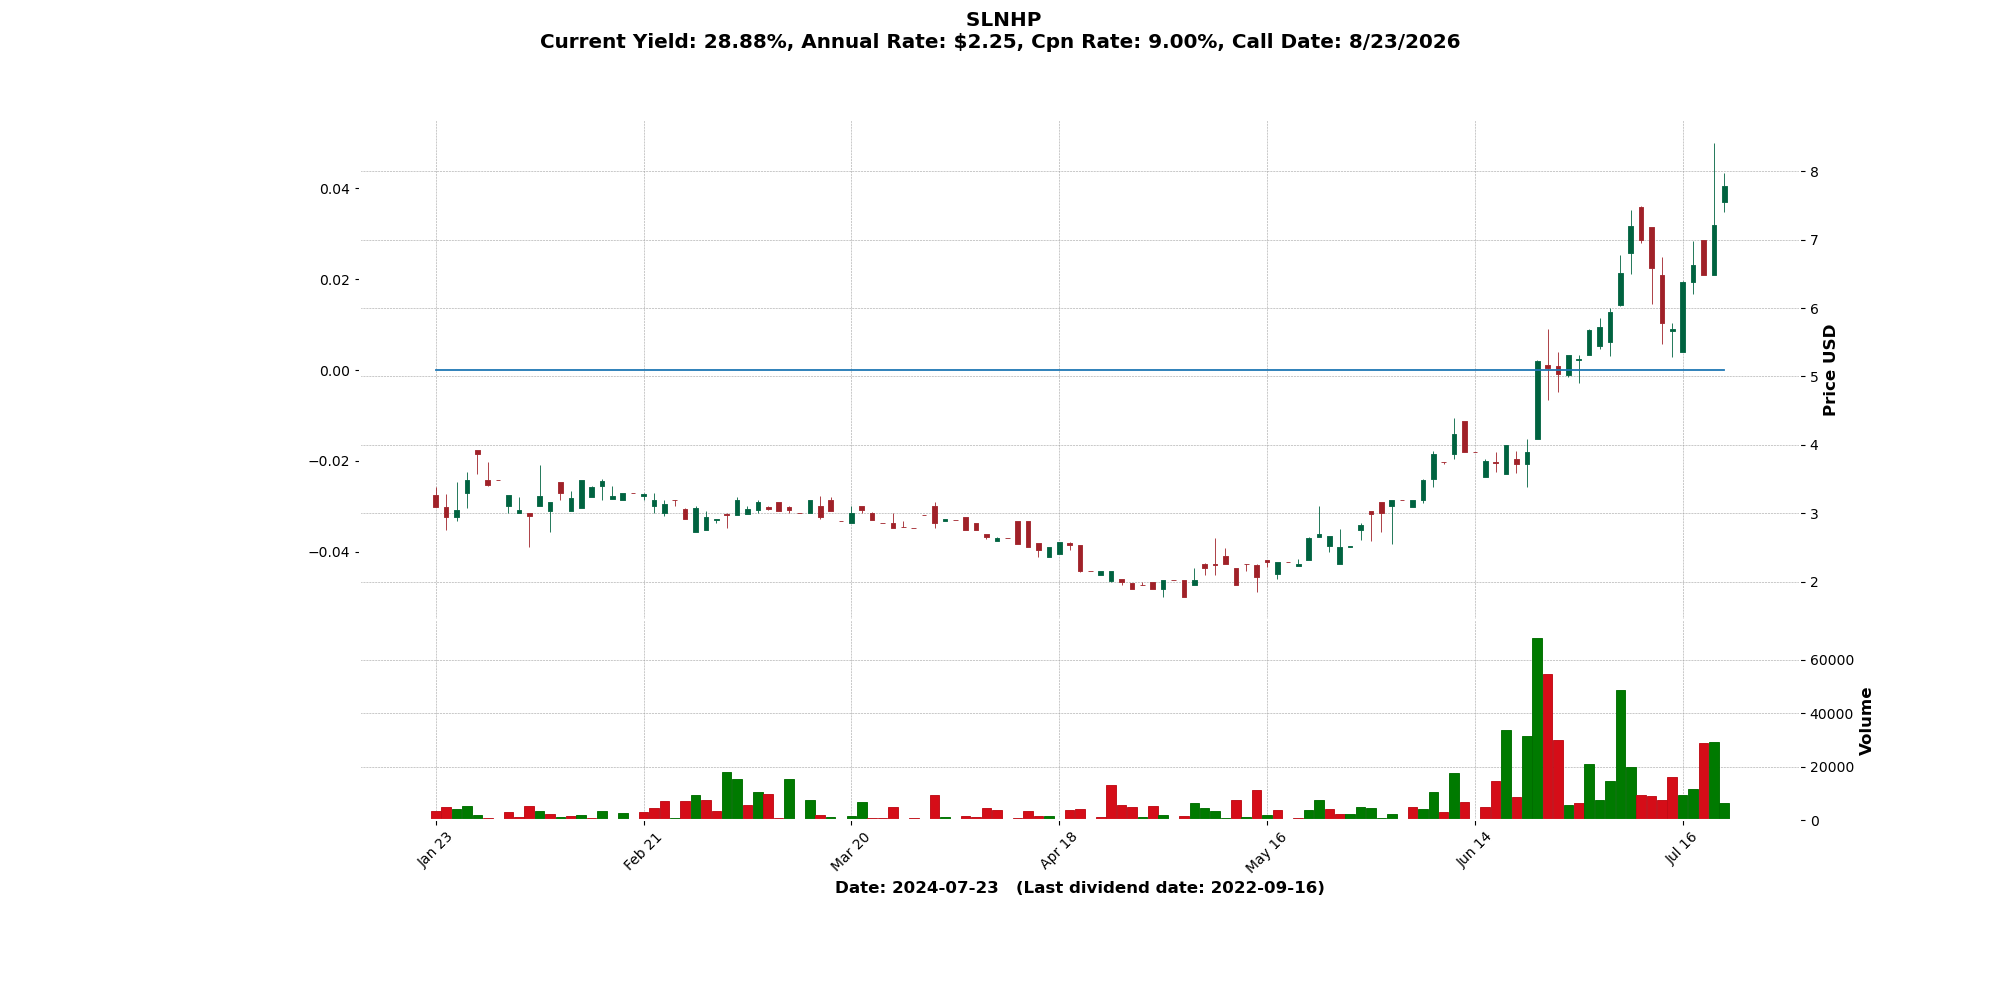 SLNHP
Current Yield: 28.88%, Annual Rate: $2.25, Cpn Rate: 9.00%, Call Date: 8/23/2026
0.04
0.02
0.00
−0.02
−0.04
8
7
6
5
4
3
2
Price USD
60000
40000
20000
0
Volume
Jan 23
Feb 21
Mar 20
Apr 18
May 16
Jun 14
Jul 16
Date: 2024-07-23   (Last dividend date: 2022-09-16)